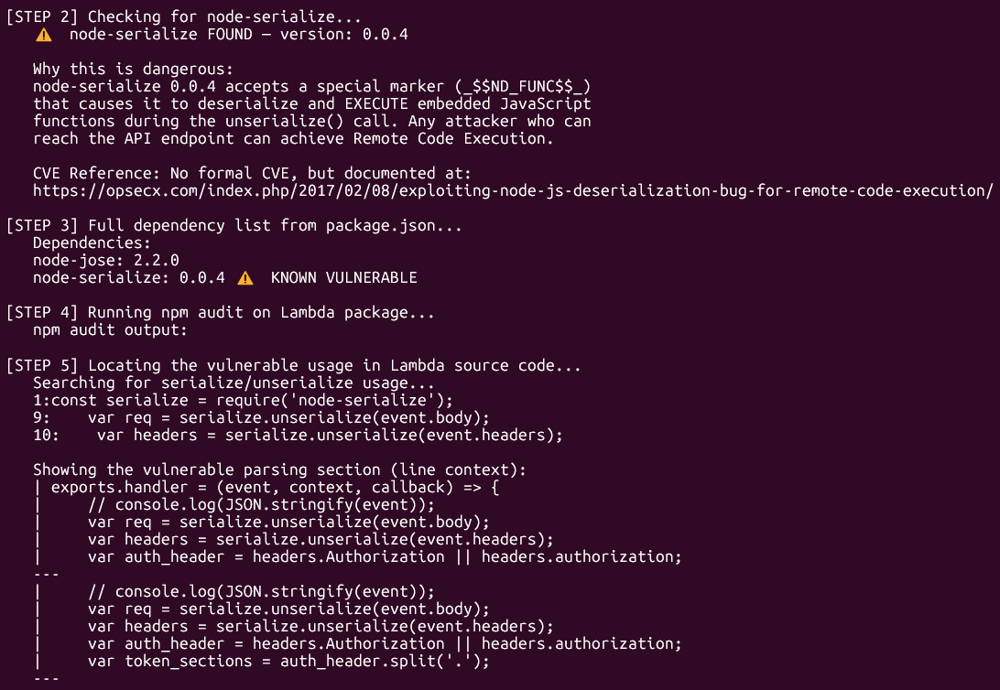 [STEP 2] Checking for node-serialize...
⚠ node-serialize FOUND — version: 0.0.4
Why this is dangerous:
node-serialize 0.0.4 accepts a special marker (_$$ND_FUNC$$_)
that causes it to deserialize and EXECUTE embedded JavaScript
functions during the unserialize() call. Any attacker who can
reach the API endpoint can achieve Remote Code Execution.
CVE Reference: No formal CVE, but documented at:
https://opsecx.com/index.php/2017/02/08/exploiting-node-js-deserialization-bug-for-remote-code-execution/
[STEP 3] Full dependency list from package.json...
Dependencies:
node-jose: 2.2.0
node-serialize: 0.0.4 ⚠ KNOWN VULNERABLE
[STEP 4] Running npm audit on Lambda package...
npm audit output:
[STEP 5] Locating the vulnerable usage in Lambda source code...
Searching for serialize/unserialize usage...
1:const serialize = require('node-serialize');
9:    var req = serialize.unserialize(event.body);
10:    var headers = serialize.unserialize(event.headers);
Showing the vulnerable parsing section (line context):
| exports.handler = (event, context, callback) => {
|     // console.log(JSON.stringify(event));
|     var req = serialize.unserialize(event.body);
|     var headers = serialize.unserialize(event.headers);
|     var auth_header = headers.Authorization || headers.authorization;
---
|     // console.log(JSON.stringify(event));
|     var req = serialize.unserialize(event.body);
|     var headers = serialize.unserialize(event.headers);
|     var auth_header = headers.Authorization || headers.authorization;
|     var token_sections = auth_header.split('.');
---